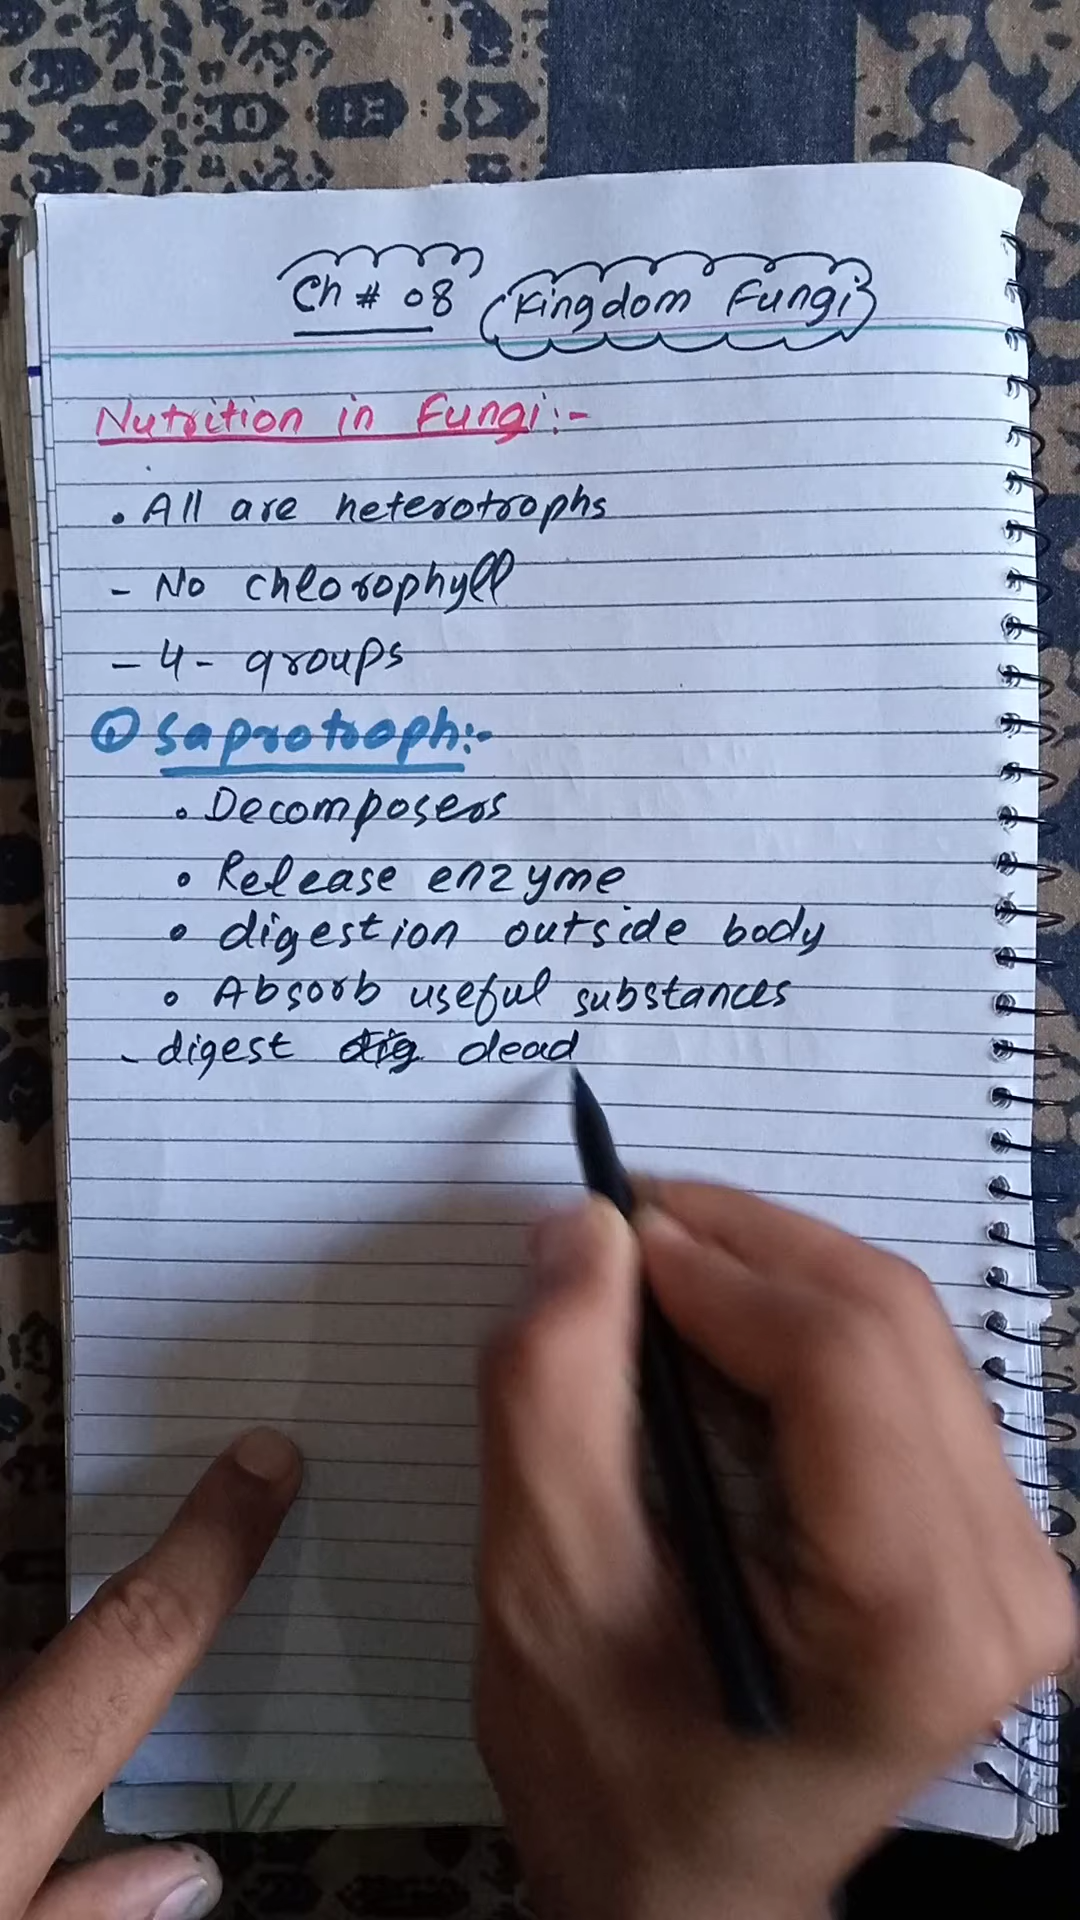 Ch # 08 Kingdom Fungi
Nutrition in Fungi:-
• All are heterotrophs
- No chlorophyll
- 4 - groups
① Saprotroph:-
• Decomposers
• Release enzyme
• digestion outside body
• Absorb useful substances
- digest dig dead